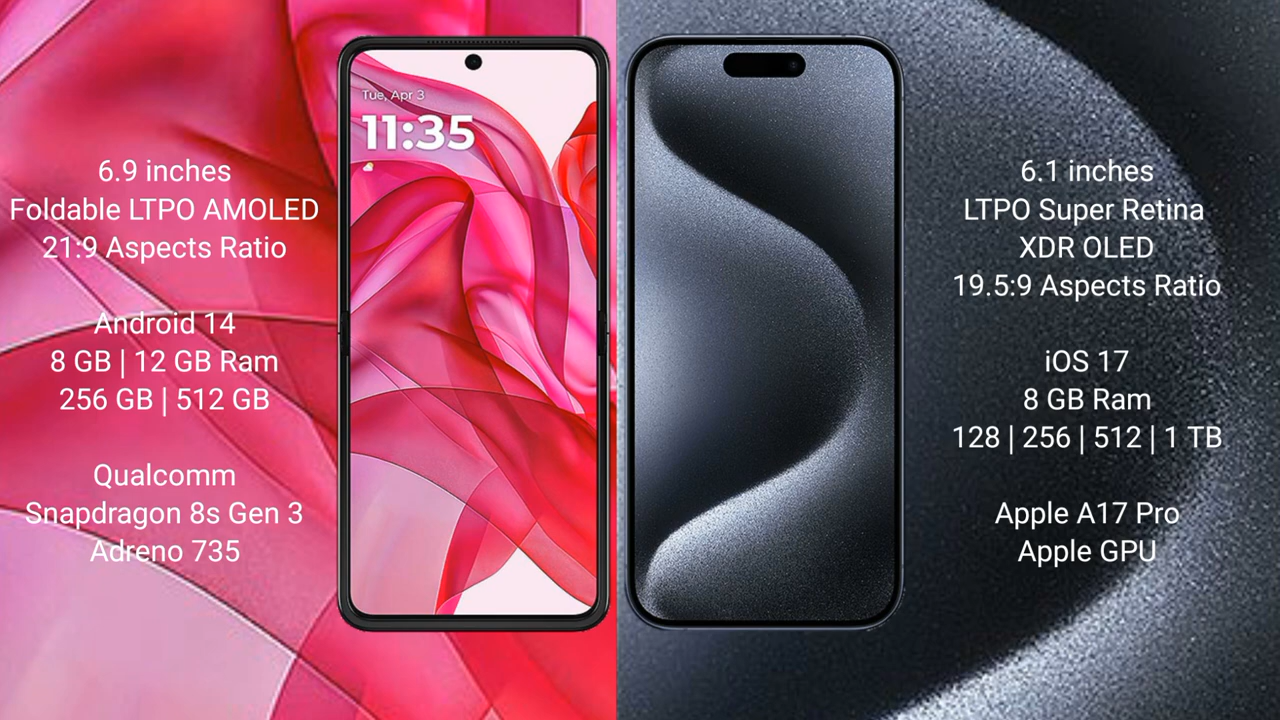 Tue, Apr 3
11:35
6.9 inches
Foldable LTPO AMOLED
21:9 Aspects Ratio
Android 14
8 GB | 12 GB Ram
256 GB | 512 GB
Qualcomm
Snapdragon 8s Gen 3
Adreno 735
6.1 inches
LTPO Super Retina
XDR OLED
19.5:9 Aspects Ratio
iOS 17
8 GB Ram
128 | 256 | 512 | 1 TB
Apple A17 Pro
Apple GPU